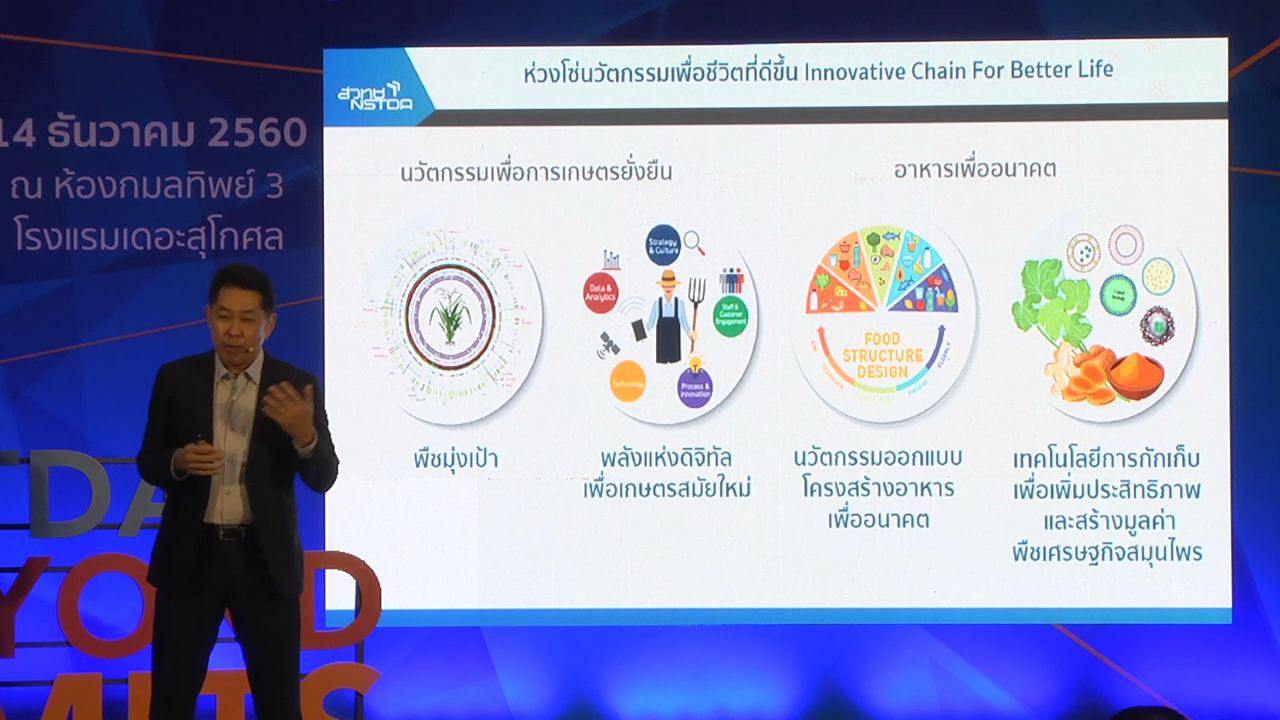 14 ธันวาคม 2560
ณ ห้องกมลทิพย์ 3
โรงแรมเดอะสุโกศล
สวทช
NSTDA
ห่วงโซ่นวัตกรรมเพื่อชีวิตที่ดีขึ้น Innovative Chain For Better Life
นวัตกรรมเพื่อการเกษตรยั่งยืน
อาหารเพื่ออนาคต
Strategy
& Culture
Data &
Analytics
Staff &
Customer
Engagement
Technology
Process &
Innovation
FOOD
STRUCTURE
DESIGN
KID
TEENAGER
ELDERLY
พืชมุ่งเป้า
พลังแห่งดิจิทัล
เพื่อเกษตรสมัยใหม่
นวัตกรรมออกแบบ
โครงสร้างอาหาร
เพื่ออนาคต
เทคโนโลยีการกักเก็บ
เพื่อเพิ่มประสิทธิภาพ
และสร้างมูลค่า
พืชเศรษฐกิจสมุนไพร